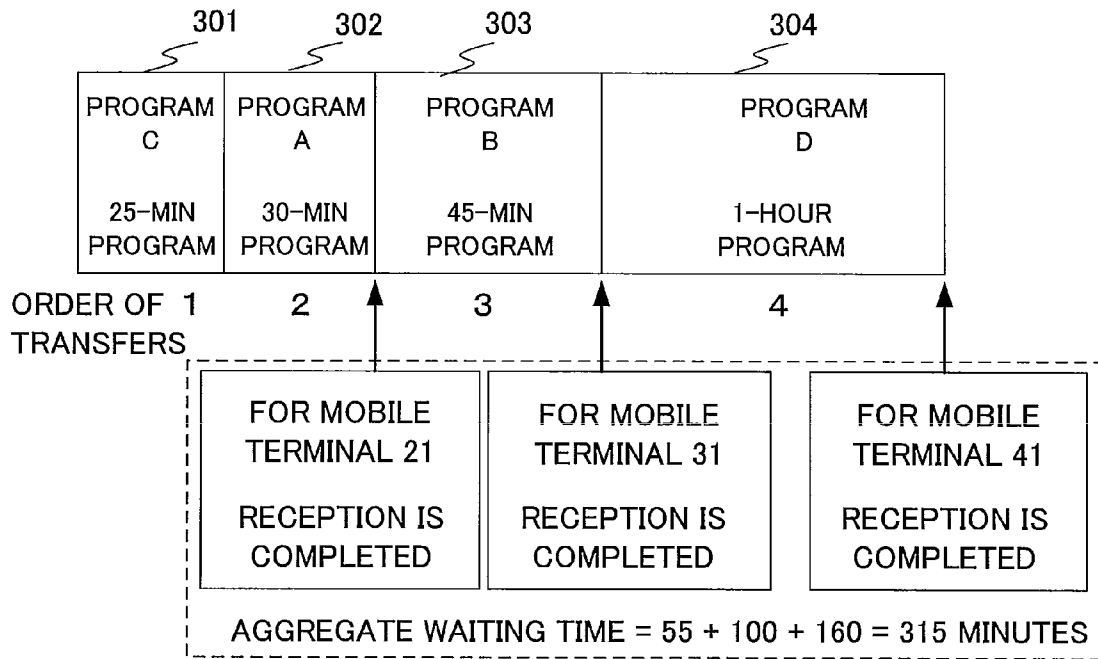 301
302
303
304
PROGRAM
C
25-MIN
PROGRAM
PROGRAM
A
30-MIN
PROGRAM
PROGRAM
B
45-MIN
PROGRAM
PROGRAM
D
1-HOUR
PROGRAM
ORDER OF 1 2 3 4
TRANSFERS
FOR MOBILE
TERMINAL 21
RECEPTION IS
COMPLETED
FOR MOBILE
TERMINAL 31
RECEPTION IS
COMPLETED
FOR MOBILE
TERMINAL 41
RECEPTION IS
COMPLETED
AGGREGATE WAITING TIME = 55 + 100 + 160 = 315 MINUTES